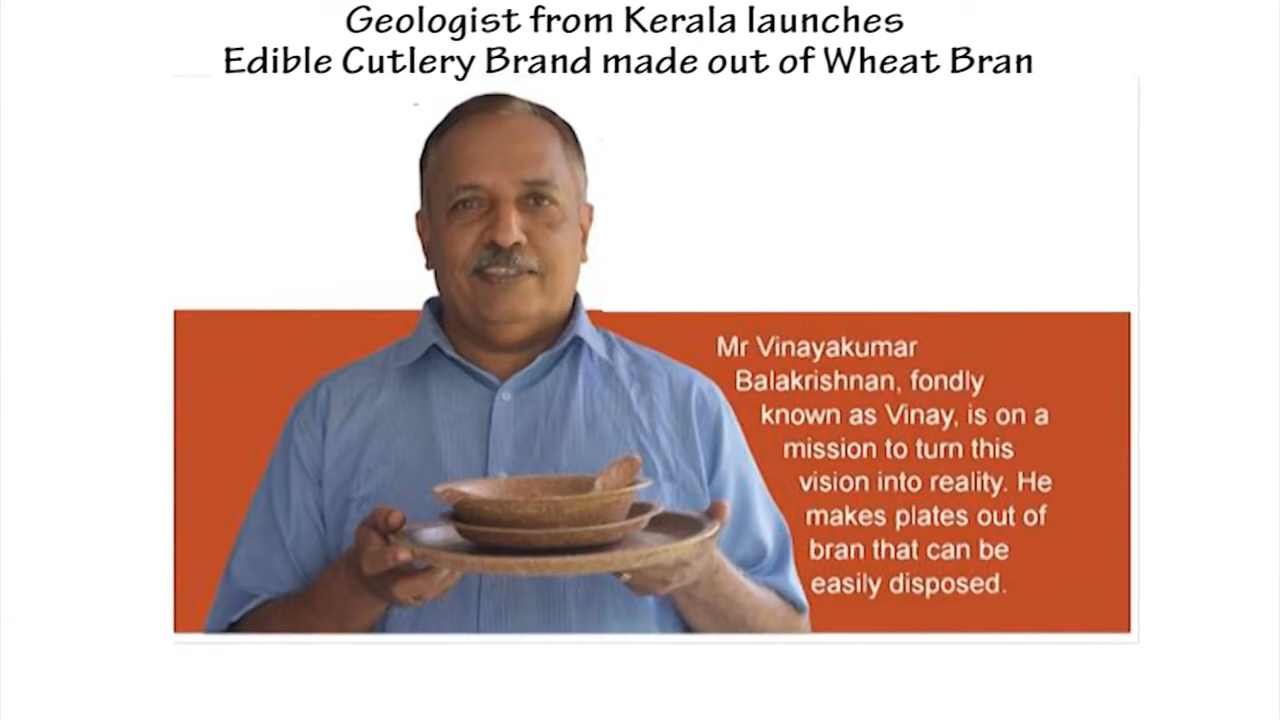 Geologist from Kerala launches
Edible Cutlery Brand made out of Wheat Bran
Mr Vinayakumar
Balakrishnan, fondly
known as Vinay, is on a
mission to turn this
vision into reality. He
makes plates out of
bran that can be
easily disposed.